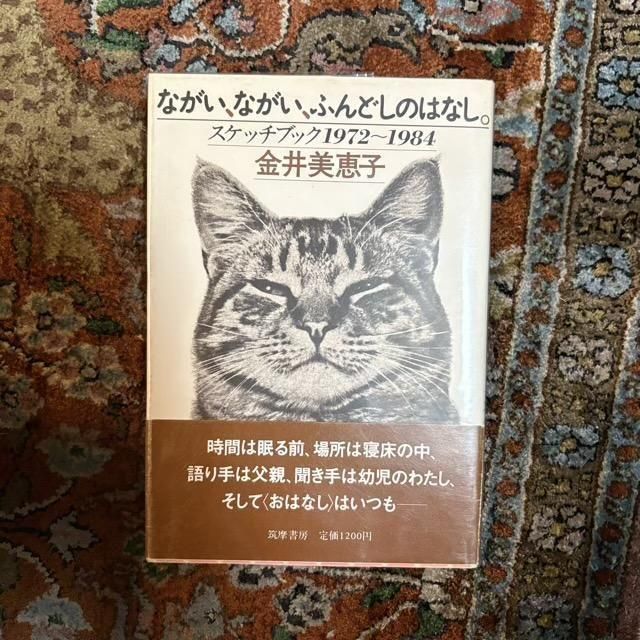 ながい、ながい、ふんどしのはなし。
スケッチブック1972〜1984
金井美恵子
時間は眠る前、場所は寝床の中、
語り手は父親、聞き手は幼児のわたし、
そして〈おはなし〉はいつも──
筑摩書房 定価1200円